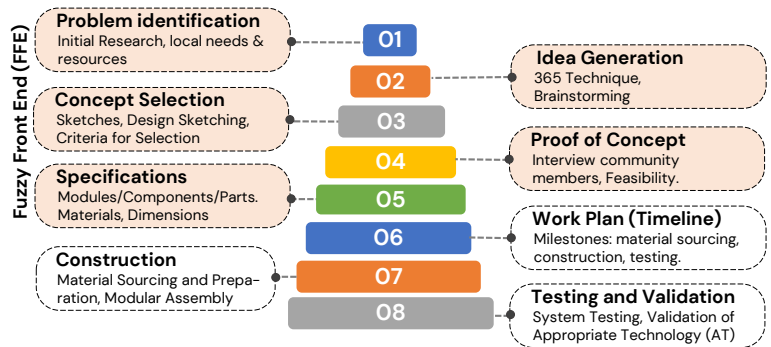 Fuzzy Front End (FFE)
Problem identification
Initial Research, local needs &
resources
01
02
Idea Generation
365 Technique,
Brainstorming
Concept Selection
Sketches, Design Sketching,
Criteria for Selection
03
04
Proof of Concept
Interview community
members, Feasibility.
Specifications
Modules/Components/Parts.
Materials, Dimensions
05
06
Work Plan (Timeline)
Milestones: material sourcing,
construction, testing.
Construction
Material Sourcing and Prepa-
ration, Modular Assembly
07
08
Testing and Validation
System Testing, Validation of
Appropriate Technology (AT)